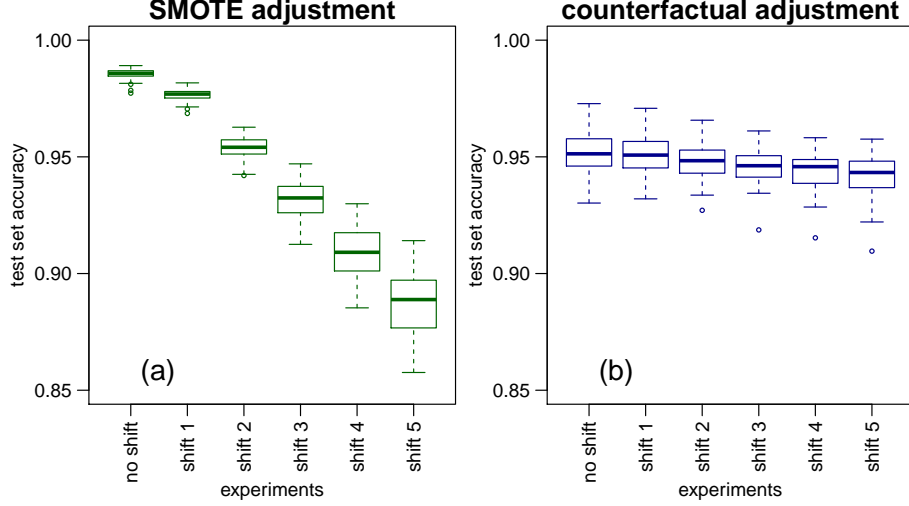 SMOTE adjustment
test set accuracy
1.00
0.95
0.90
0.85
(a)
no shift
shift 1
shift 2
shift 3
shift 4
shift 5
experiments
counterfactual adjustment
test set accuracy
1.00
0.95
0.90
0.85
(b)
no shift
shift 1
shift 2
shift 3
shift 4
shift 5
experiments